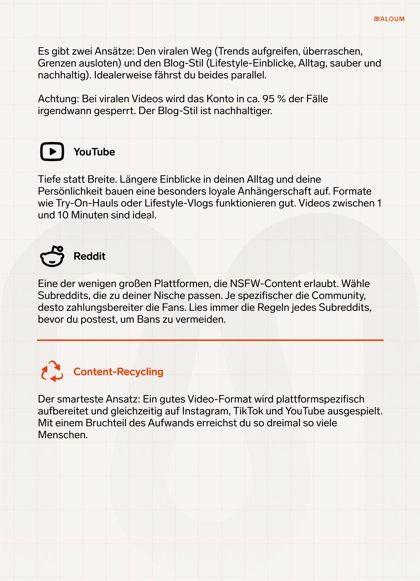 MALOUM
Es gibt zwei Ansätze: Den viralen Weg (Trends aufgreifen, überraschen,
Grenzen ausloten) und den Blog-Stil (Lifestyle-Einblicke, Alltag, sauber und
nachhaltig). Idealerweise fährst du beides parallel.
Achtung: Bei viralen Videos wird das Konto in ca. 95 % der Fälle
irgendwann gesperrt. Der Blog-Stil ist nachhaltiger.
YouTube
Tiefe statt Breite. Längere Einblicke in deinen Alltag und deine
Persönlichkeit bauen eine besonders loyale Anhängerschaft auf. Formate
wie Try-On-Hauls oder Lifestyle-Vlogs funktionieren gut. Videos zwischen 1
und 10 Minuten sind ideal.
Reddit
Eine der wenigen großen Plattformen, die NSFW-Content erlaubt. Wähle
Subreddits, die zu deiner Nische passen. Je spezifischer die Community,
desto zahlungsbereiter die Fans. Lies immer die Regeln jedes Subreddits,
bevor du postest, um Bans zu vermeiden.
Content-Recycling
Der smarteste Ansatz: Ein gutes Video-Format wird plattformspezifisch
aufbereitet und gleichzeitig auf Instagram, TikTok und YouTube ausgespielt.
Mit einem Bruchteil des Aufwands erreichst du so dreimal so viele
Menschen.